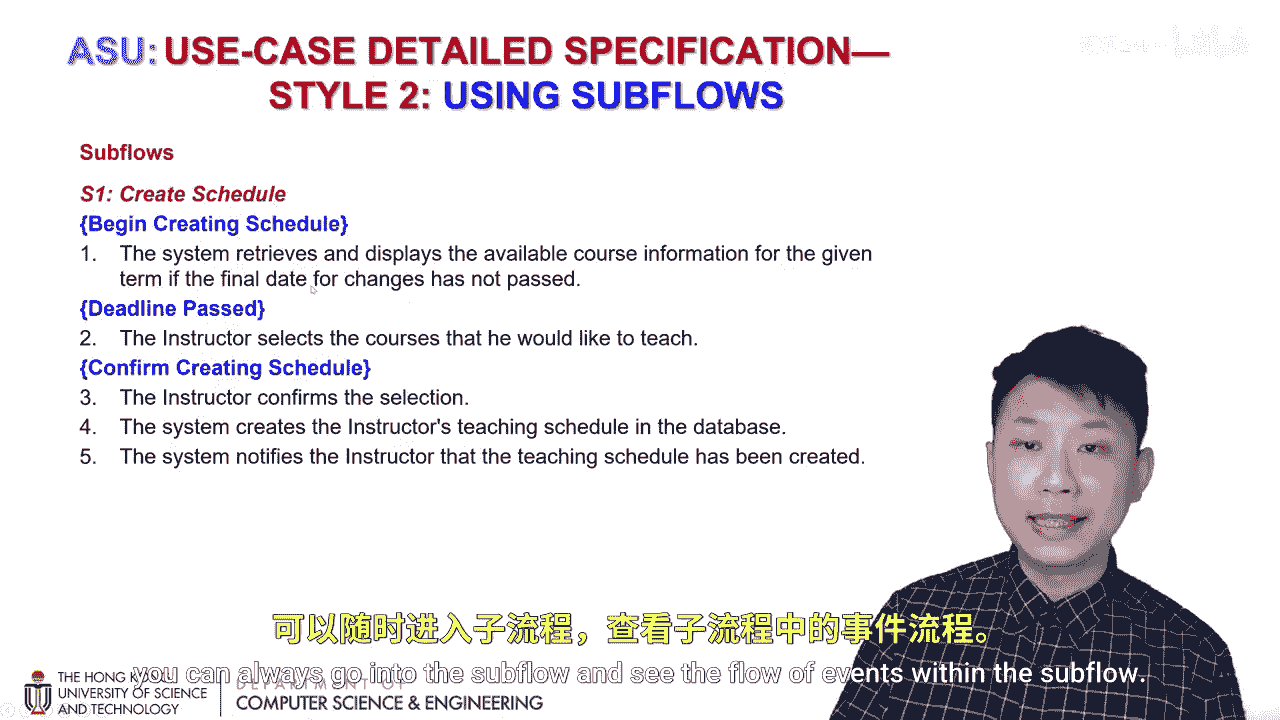 ASU: USE-CASE DETAILED SPECIFICATION—
STYLE 2: USING SUBFLOWS
Subflows
S1: Create Schedule
{Begin Creating Schedule}
1. The system retrieves and displays the available course information for the given
term if the final date for changes has not passed.
{Deadline Passed}
2. The Instructor selects the courses that he would like to teach.
{Confirm Creating Schedule}
3. The Instructor confirms the selection.
4. The system creates the Instructor's teaching schedule in the database.
5. The system notifies the Instructor that the teaching schedule has been created.
可以随时进入子流程，查看子流程中的事件流程。
you can always go into the subflow and see the flow of events within the subflow.
THE HONG KONG
UNIVERSITY OF SCIENCE
AND TECHNOLOGY
DEPARTMENT OF
COMPUTER SCIENCE & ENGINEERING